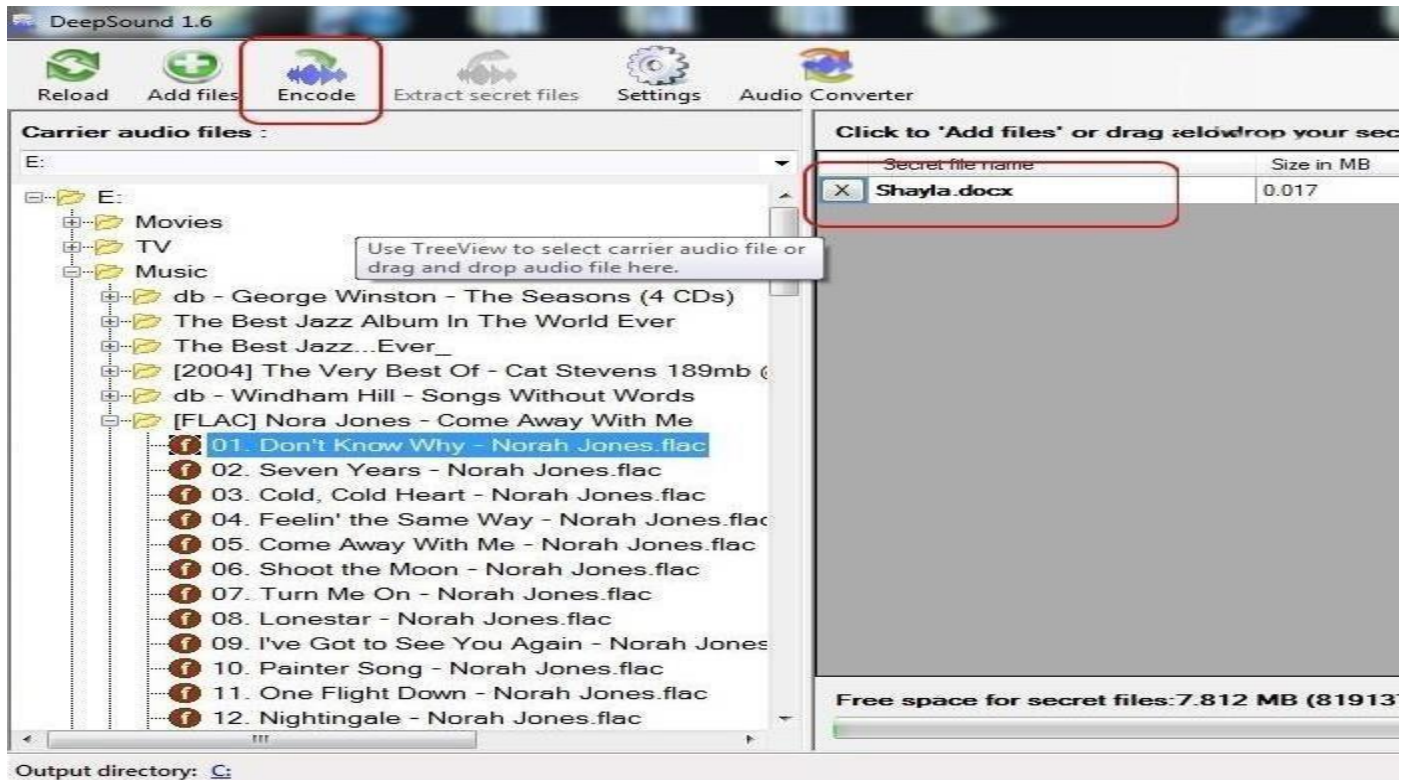 DeepSound 1.6
Reload Add files Encode Extract secret files Settings Audio Converter
Carrier audio files :
E:
E:
Movies
TV
Music
db - George Winston - The Seasons (4 CDs)
The Best Jazz Album In The World Ever
The Best Jazz...Ever_
[2004] The Very Best Of - Cat Stevens 189mb
db - Windham Hill - Songs Without Words
[FLAC] Nora Jones - Come Away With Me
01. Don't Know Why - Norah Jones.flac
02. Seven Years - Norah Jones.flac
03. Cold, Cold Heart - Norah Jones.flac
04. Feelin' the Same Way - Norah Jones.flac
05. Come Away With Me - Norah Jones.flac
06. Shoot the Moon - Norah Jones.flac
07. Turn Me On - Norah Jones.flac
08. Lonestar - Norah Jones.flac
09. I've Got to See You Again - Norah Jones
10. Painter Song - Norah Jones.flac
11. One Flight Down - Norah Jones.flac
12. Nightingale - Norah Jones.flac
Use TreeView to select carrier audio file or
drag and drop audio file here.
Click to 'Add files' or drag your sec
Secret file name Size in MB
X Shayla.docx 0.017
Free space for secret files:7.812 MB (81913
Output directory: C: